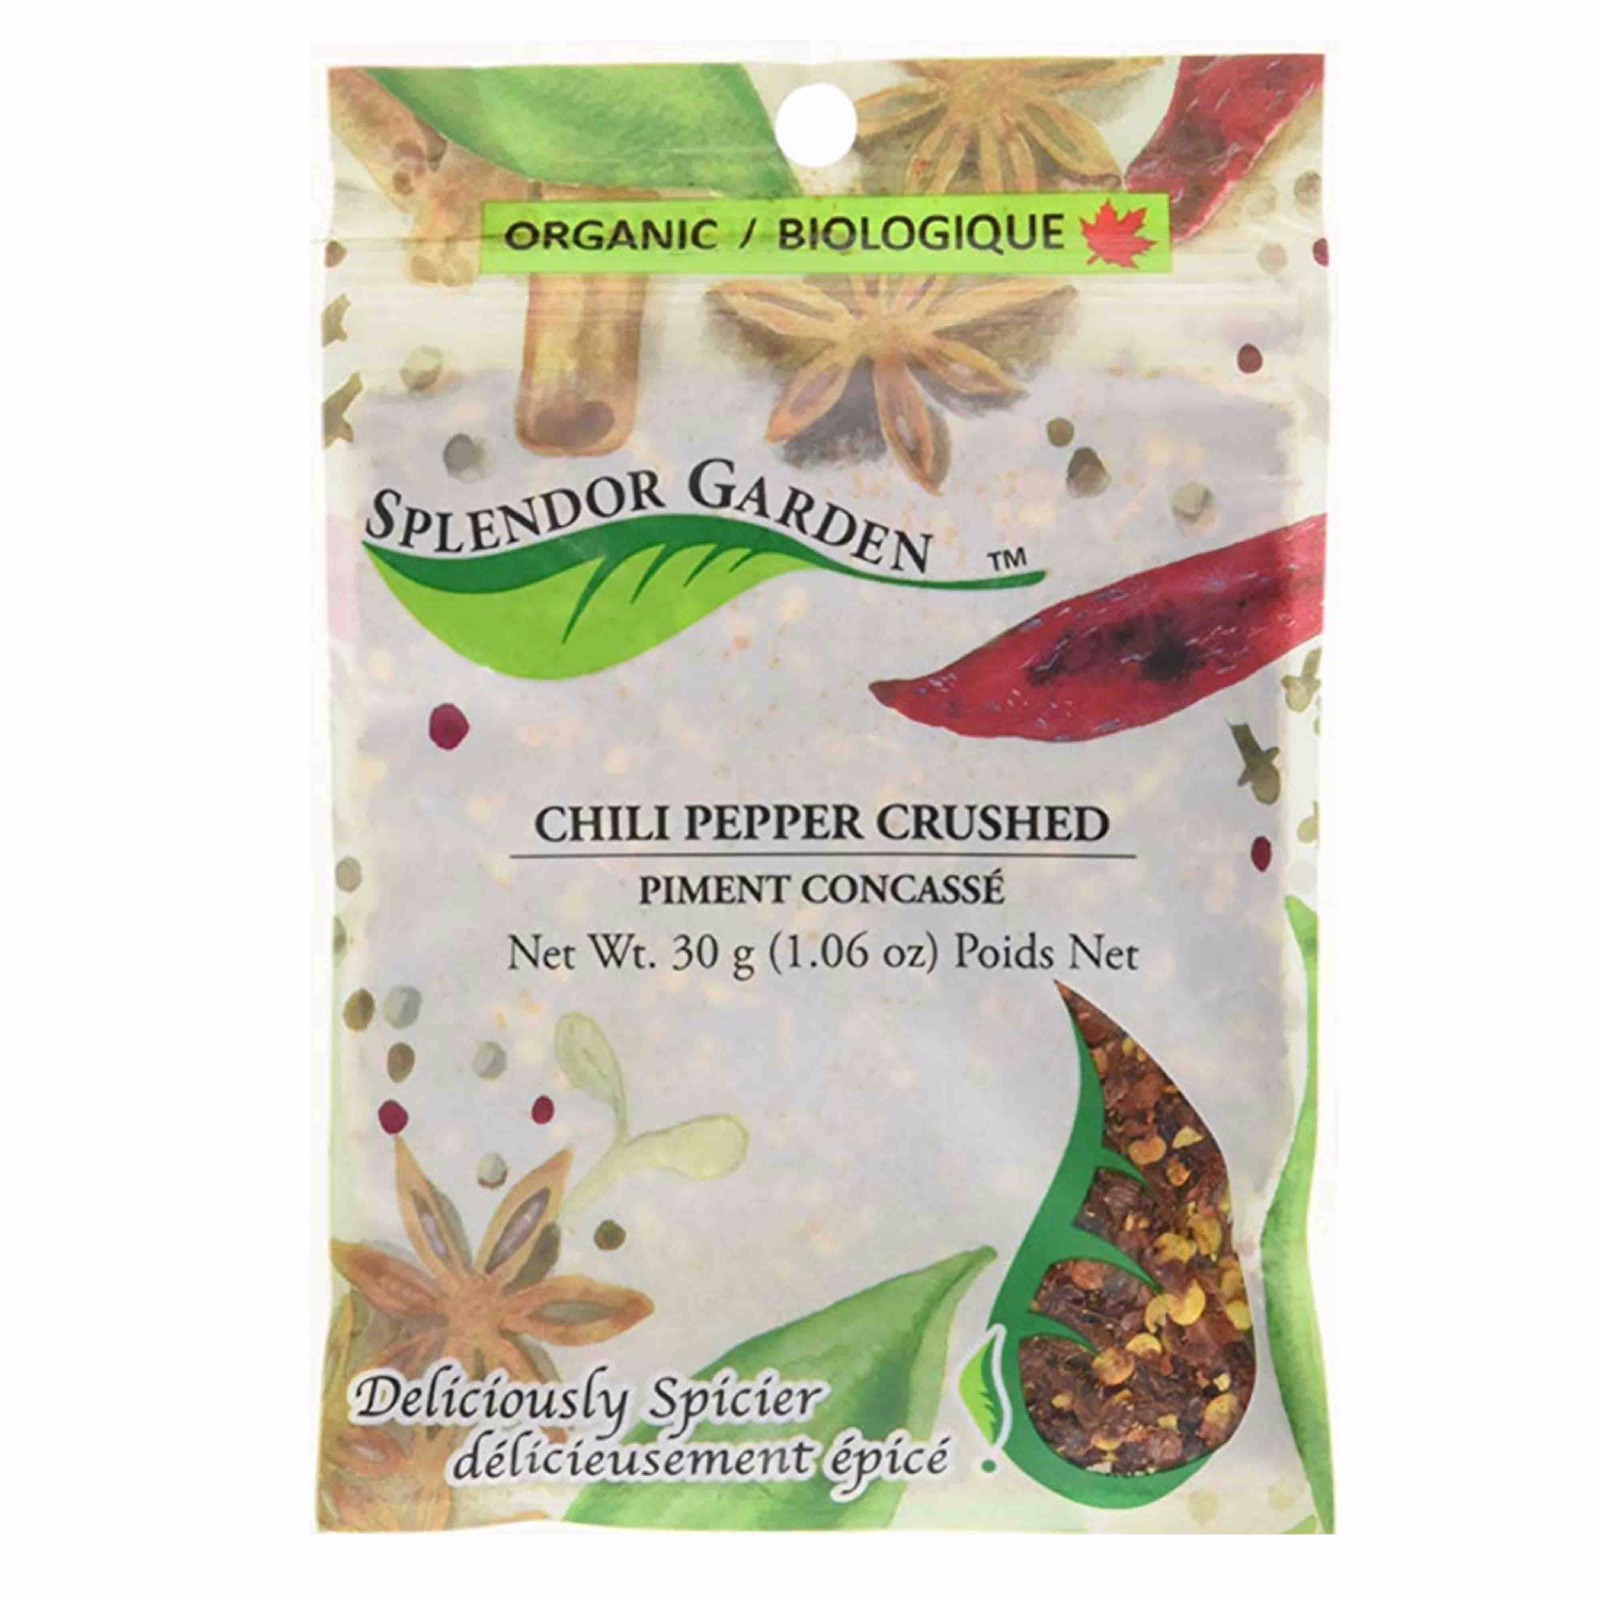 ORGANIC / BIOLOGIQUE
SPLENDOR GARDEN ™
CHILI PEPPER CRUSHED
PIMENT CONCASSÉ
Net Wt. 30 g (1.06 oz) Poids Net
Deliciously Spicier
délicieusement épicé